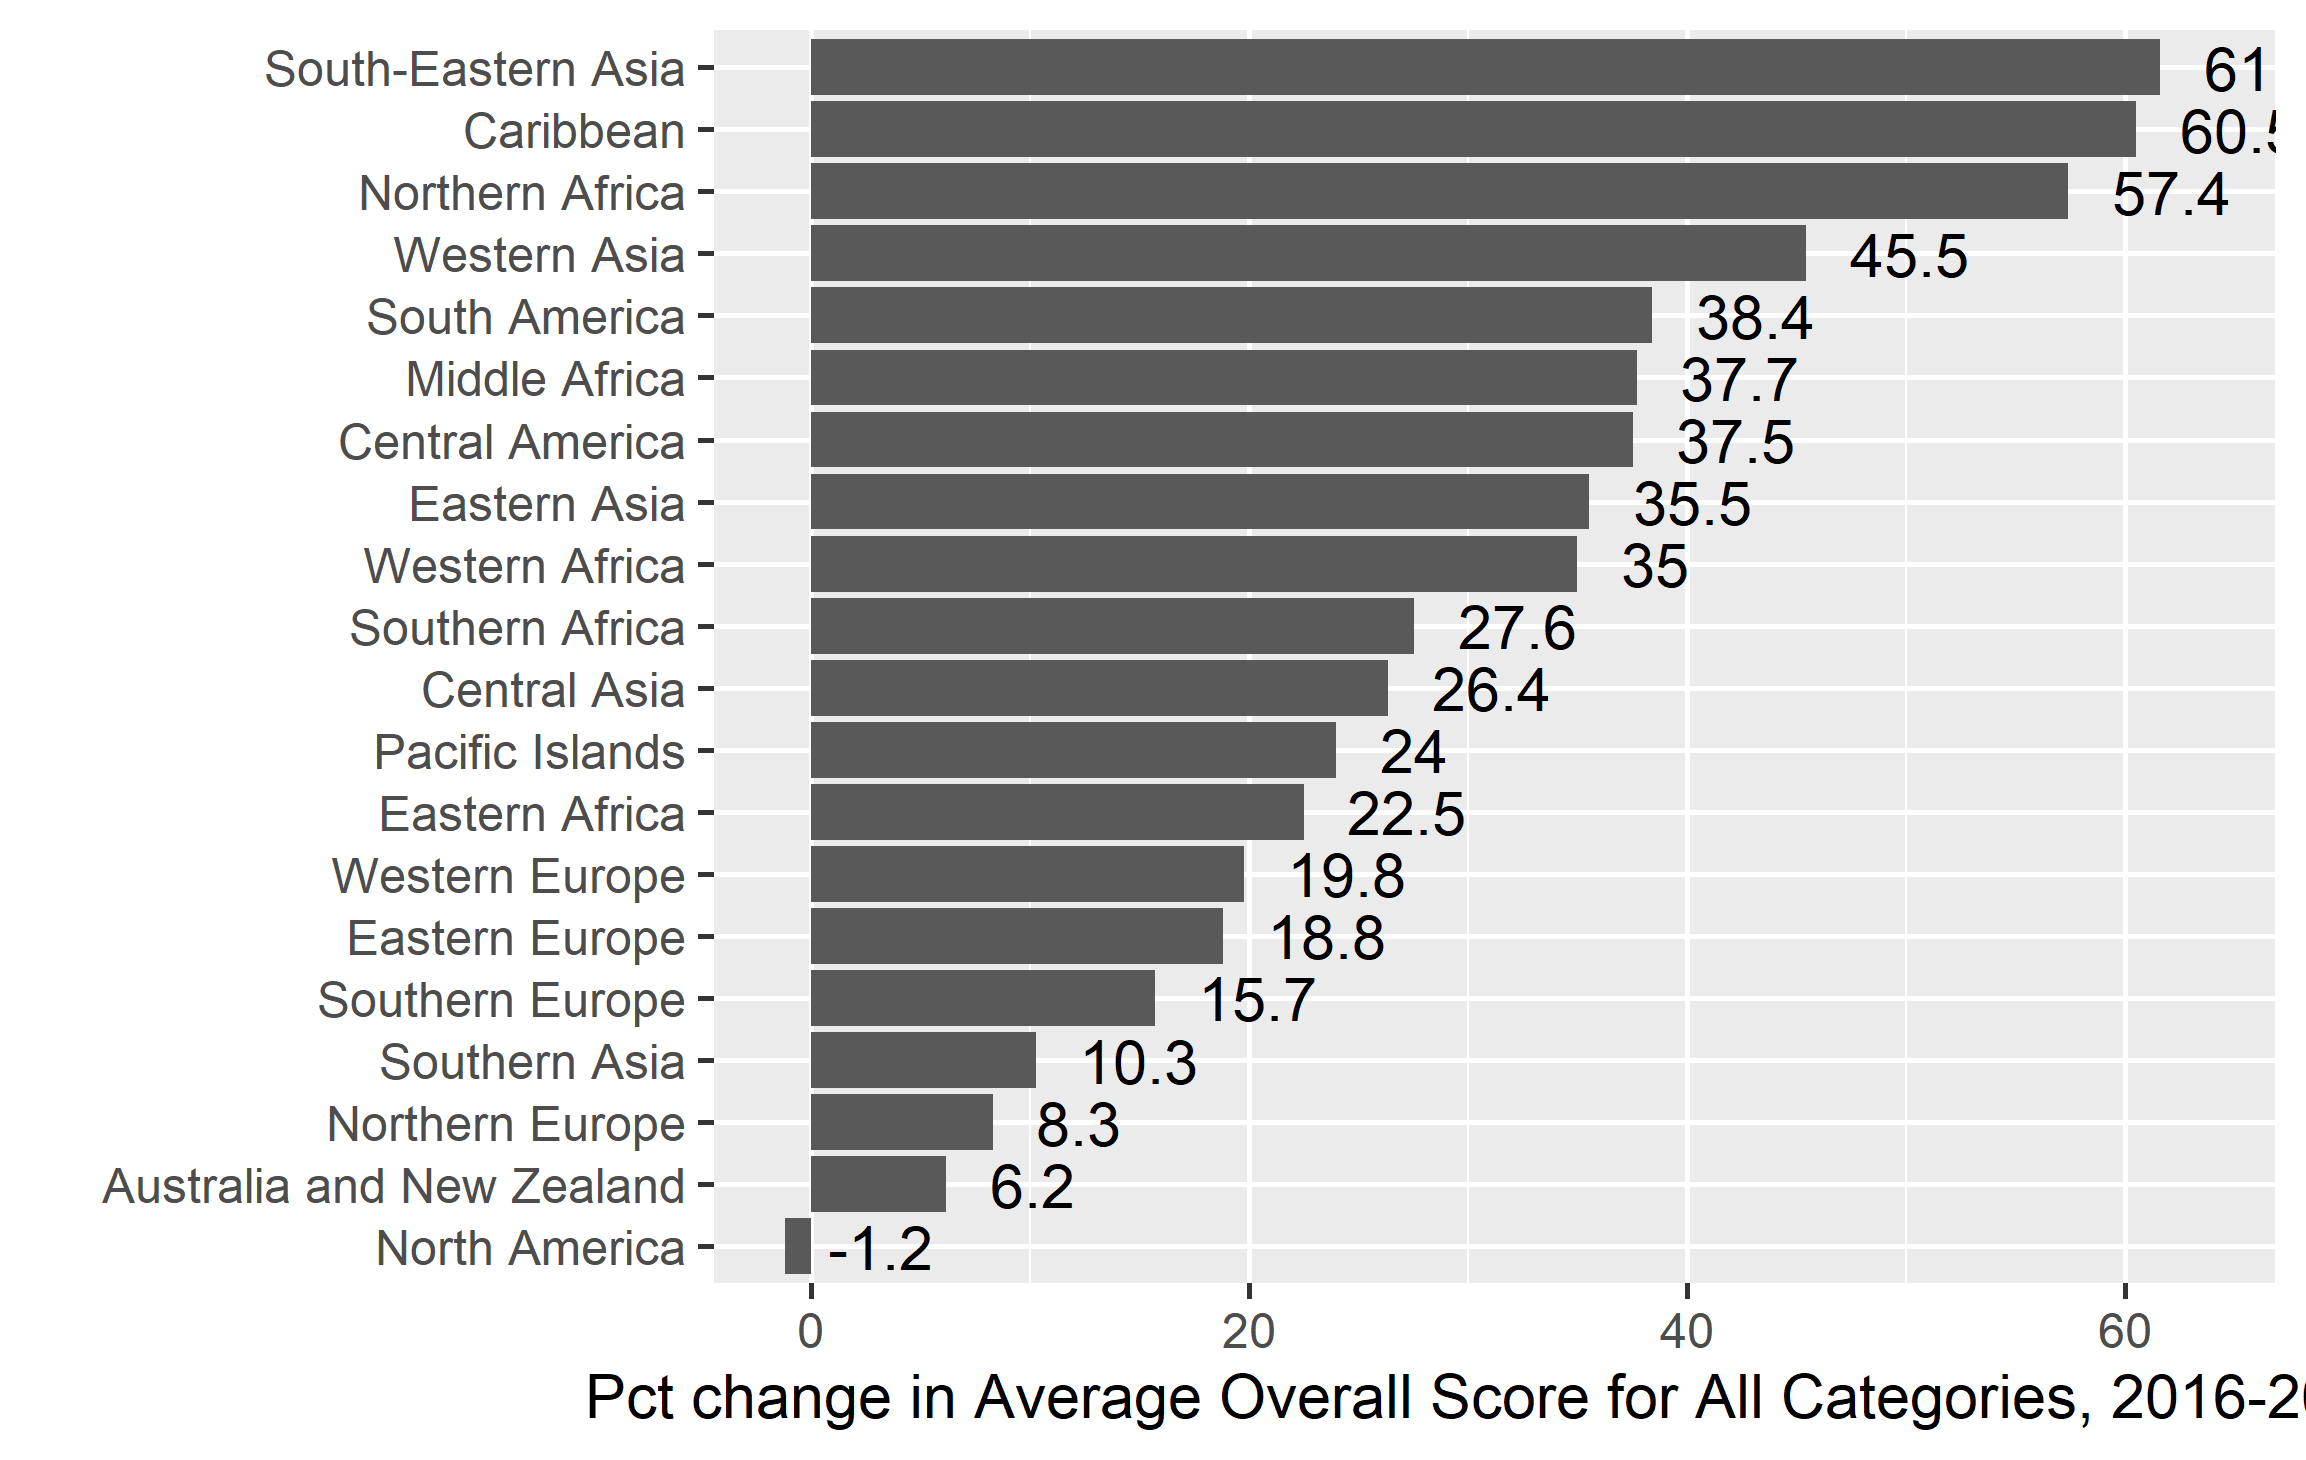 South-Eastern Asia 61
Caribbean 60.5
Northern Africa 57.4
Western Asia 45.5
South America 38.4
Middle Africa 37.7
Central America 37.5
Eastern Asia 35.5
Western Africa 35
Southern Africa 27.6
Central Asia 26.4
Pacific Islands 24
Eastern Africa 22.5
Western Europe 19.8
Eastern Europe 18.8
Southern Europe 15.7
Southern Asia 10.3
Northern Europe 8.3
Australia and New Zealand 6.2
North America -1.2
0 20 40 60
Pct change in Average Overall Score for All Categories, 2016-20